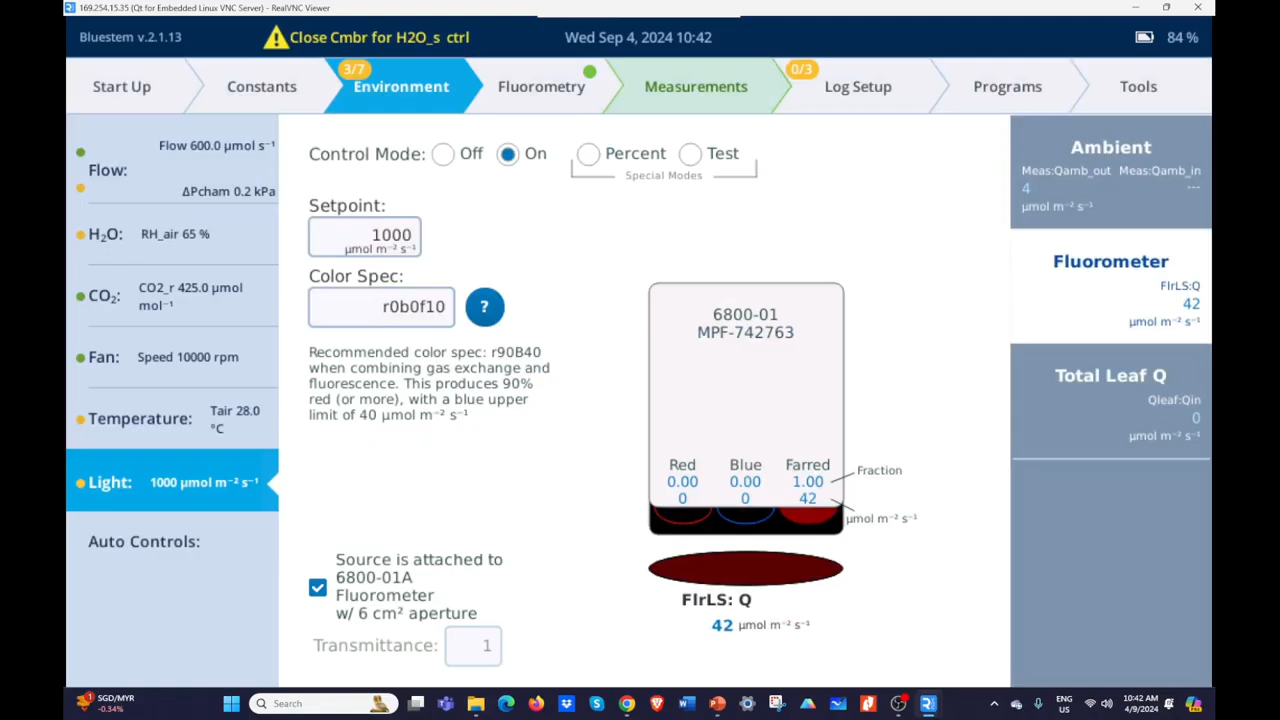 169.254.15.35 (Qt for Embedded Linux VNC Server) - RealVNC Viewer
Bluestem v.2.1.13
Close Cmbr for H2O_s ctrl
Wed Sep 4, 2024 10:42
84 %
Start Up
Constants
3/7
Environment
Fluorometry
Measurements
0/3
Log Setup
Programs
Tools
Flow:
Flow 600.0 µmol s⁻¹
ΔPcham 0.2 kPa
H₂O:
RH_air 65 %
CO₂:
CO2_r 425.0 µmol
mol⁻¹
Fan:
Speed 10000 rpm
Temperature:
Tair 28.0
°C
Light:
1000 µmol m⁻² s⁻¹
Auto Controls:
Control Mode:
Off
On
Percent
Test
Special Modes
Setpoint:
1000
µmol m⁻² s⁻¹
Color Spec:
r0b0f10
?
Recommended color spec: r90B40
when combining gas exchange and
fluorescence. This produces 90%
red (or more), with a blue upper
limit of 40 µmol m⁻² s⁻¹
Source is attached to
6800-01A
Fluorometer
w/ 6 cm² aperture
Transmittance:
1
6800-01
MPF-742763
Red Blue Farred
0.00 0.00 1.00
0 0 42
Fraction
µmol m⁻² s⁻¹
FlrLS: Q
42 µmol m⁻² s⁻¹
Ambient
Meas:Qamb_out Meas:Qamb_in
4 ---
µmol m⁻² s⁻¹
Fluorometer
FlrLS:Q
42
µmol m⁻² s⁻¹
Total Leaf Q
Qleaf:Qin
0
µmol m⁻² s⁻¹
1
SGD/MYR
-0.34%
Search
ENG
US
10:42 AM
4/9/2024